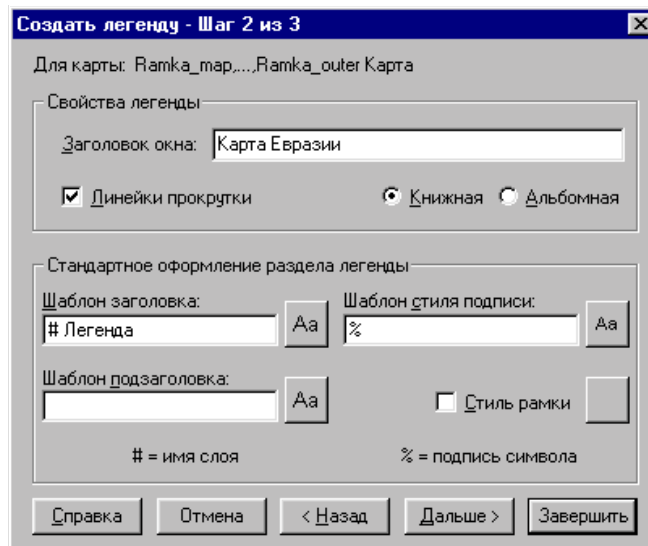 Создать легенду - Шаг 2 из 3
Для карты: Ramka_map,...,Ramka_outer Карта
Свойства легенды
Заголовок окна: Карта Евразии
Линейки прокрутки Книжная Альбомная
Стандартное оформление раздела легенды
Шаблон заголовка: Шаблон стиля подписи:
# Легенда Aa % Aa
Шаблон подзаголовка:
Aa Стиль рамки
# = имя слоя % = подпись символа
Справка Отмена < Назад Дальше > Завершить